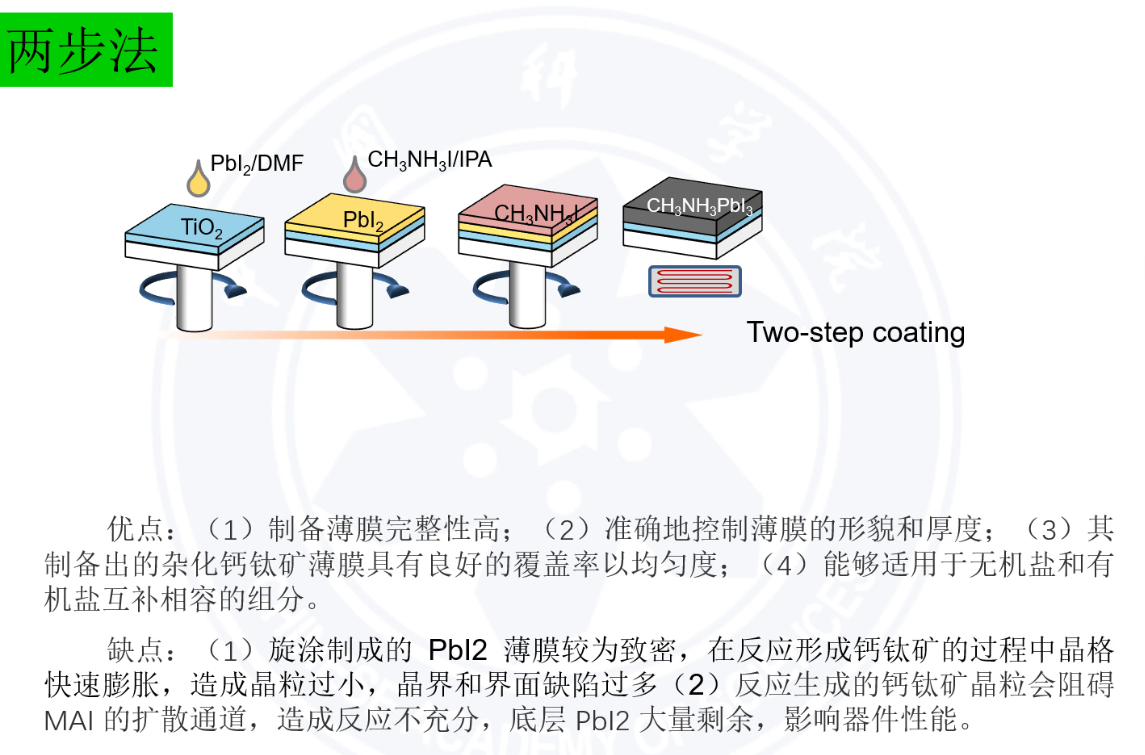 两步法
PbI₂/DMF
CH₃NH₃I/IPA
TiO₂
PbI₂
CH₃NH₃I
CH₃NH₃PbI₃
Two-step coating
优点：（1）制备薄膜完整性高；（2）准确地控制薄膜的形貌和厚度；（3）其
制备出的杂化钙钛矿薄膜具有良好的覆盖率以均匀度；（4）能够适用于无机盐和有
机盐互补相容的组分。
缺点：（1）旋涂制成的 PbI2 薄膜较为致密，在反应形成钙钛矿的过程中晶格
快速膨胀，造成晶粒过小，晶界和界面缺陷过多（2）反应生成的钙钛矿晶粒会阻碍
MAI 的扩散通道，造成反应不充分，底层 PbI2 大量剩余，影响器件性能。